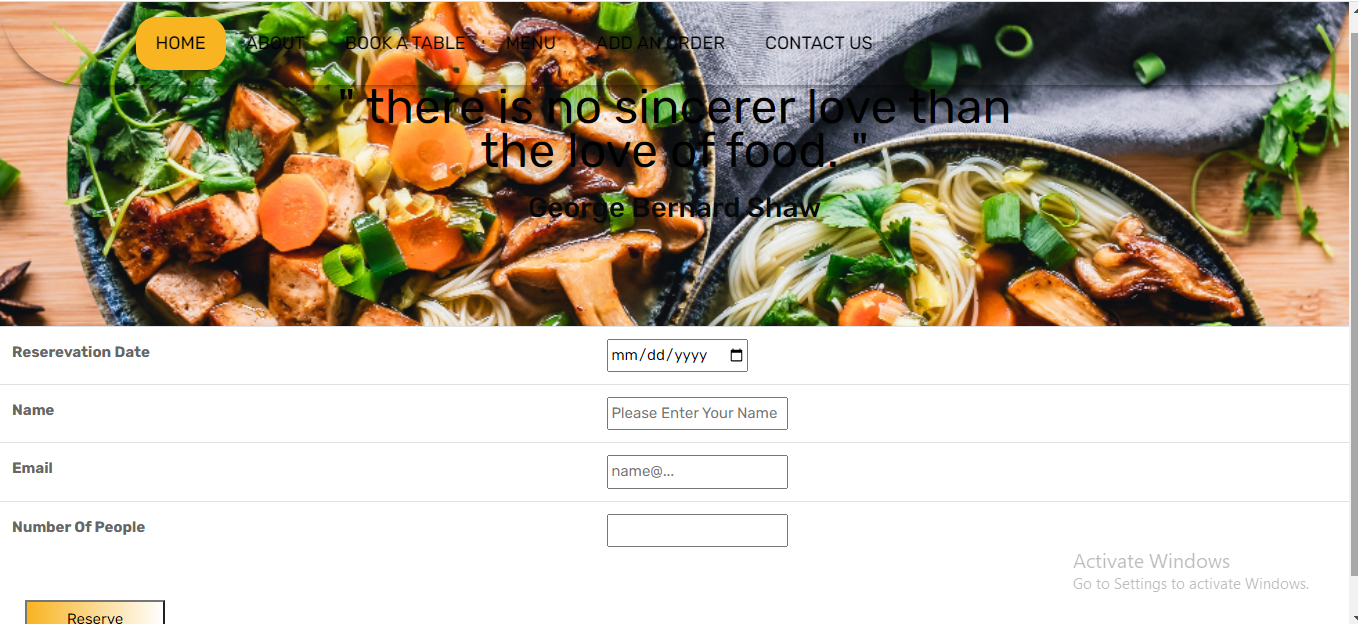 HOME ABOUT BOOK A TABLE MENU ADD AN ORDER CONTACT US
" there is no sincerer love than
the love of food. "
George Bernard Shaw
Reserevation Date mm/dd/yyyy
Name Please Enter Your Name
Email name@...
Number Of People
Activate Windows
Go to Settings to activate Windows.
Reserve